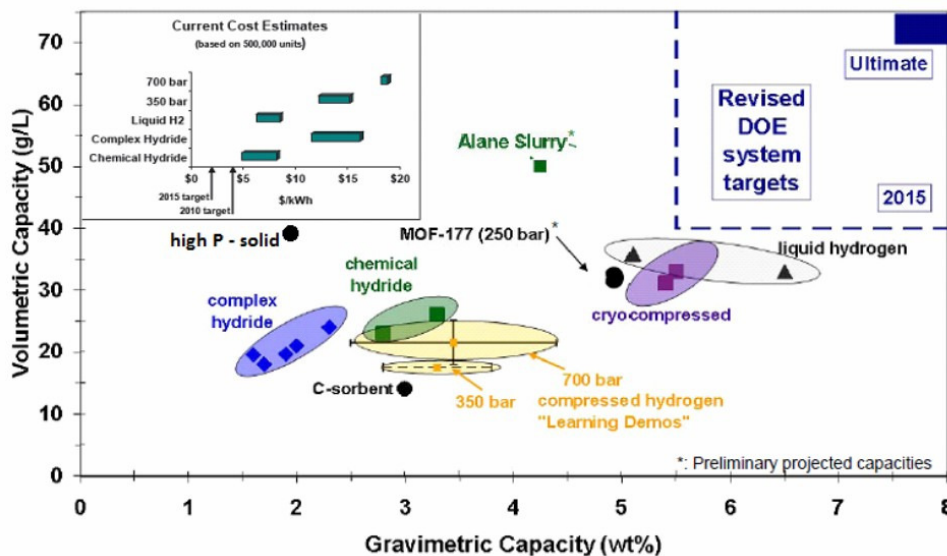 Current Cost Estimates
(based on 500,000 units)
700 bar
350 bar
Liquid H2
Complex Hydride
Chemical Hydride
$0
$5
$10
$15
$20
2015 target
2010 target
$/kWh
Ultimate
Revised
DOE
system
targets
2015
Alane Slurry*
high P - solid
MOF-177 (250 bar)*
liquid hydrogen
chemical
hydride
complex
hydride
cryocompressed
C-sorbent
350 bar
700 bar
compressed hydrogen
"Learning Demos"
*: Preliminary projected capacities
Volumetric Capacity (g/L)
70
60
50
40
30
20
10
0
0
1
2
3
4
5
6
7
8
Gravimetric Capacity (wt%)